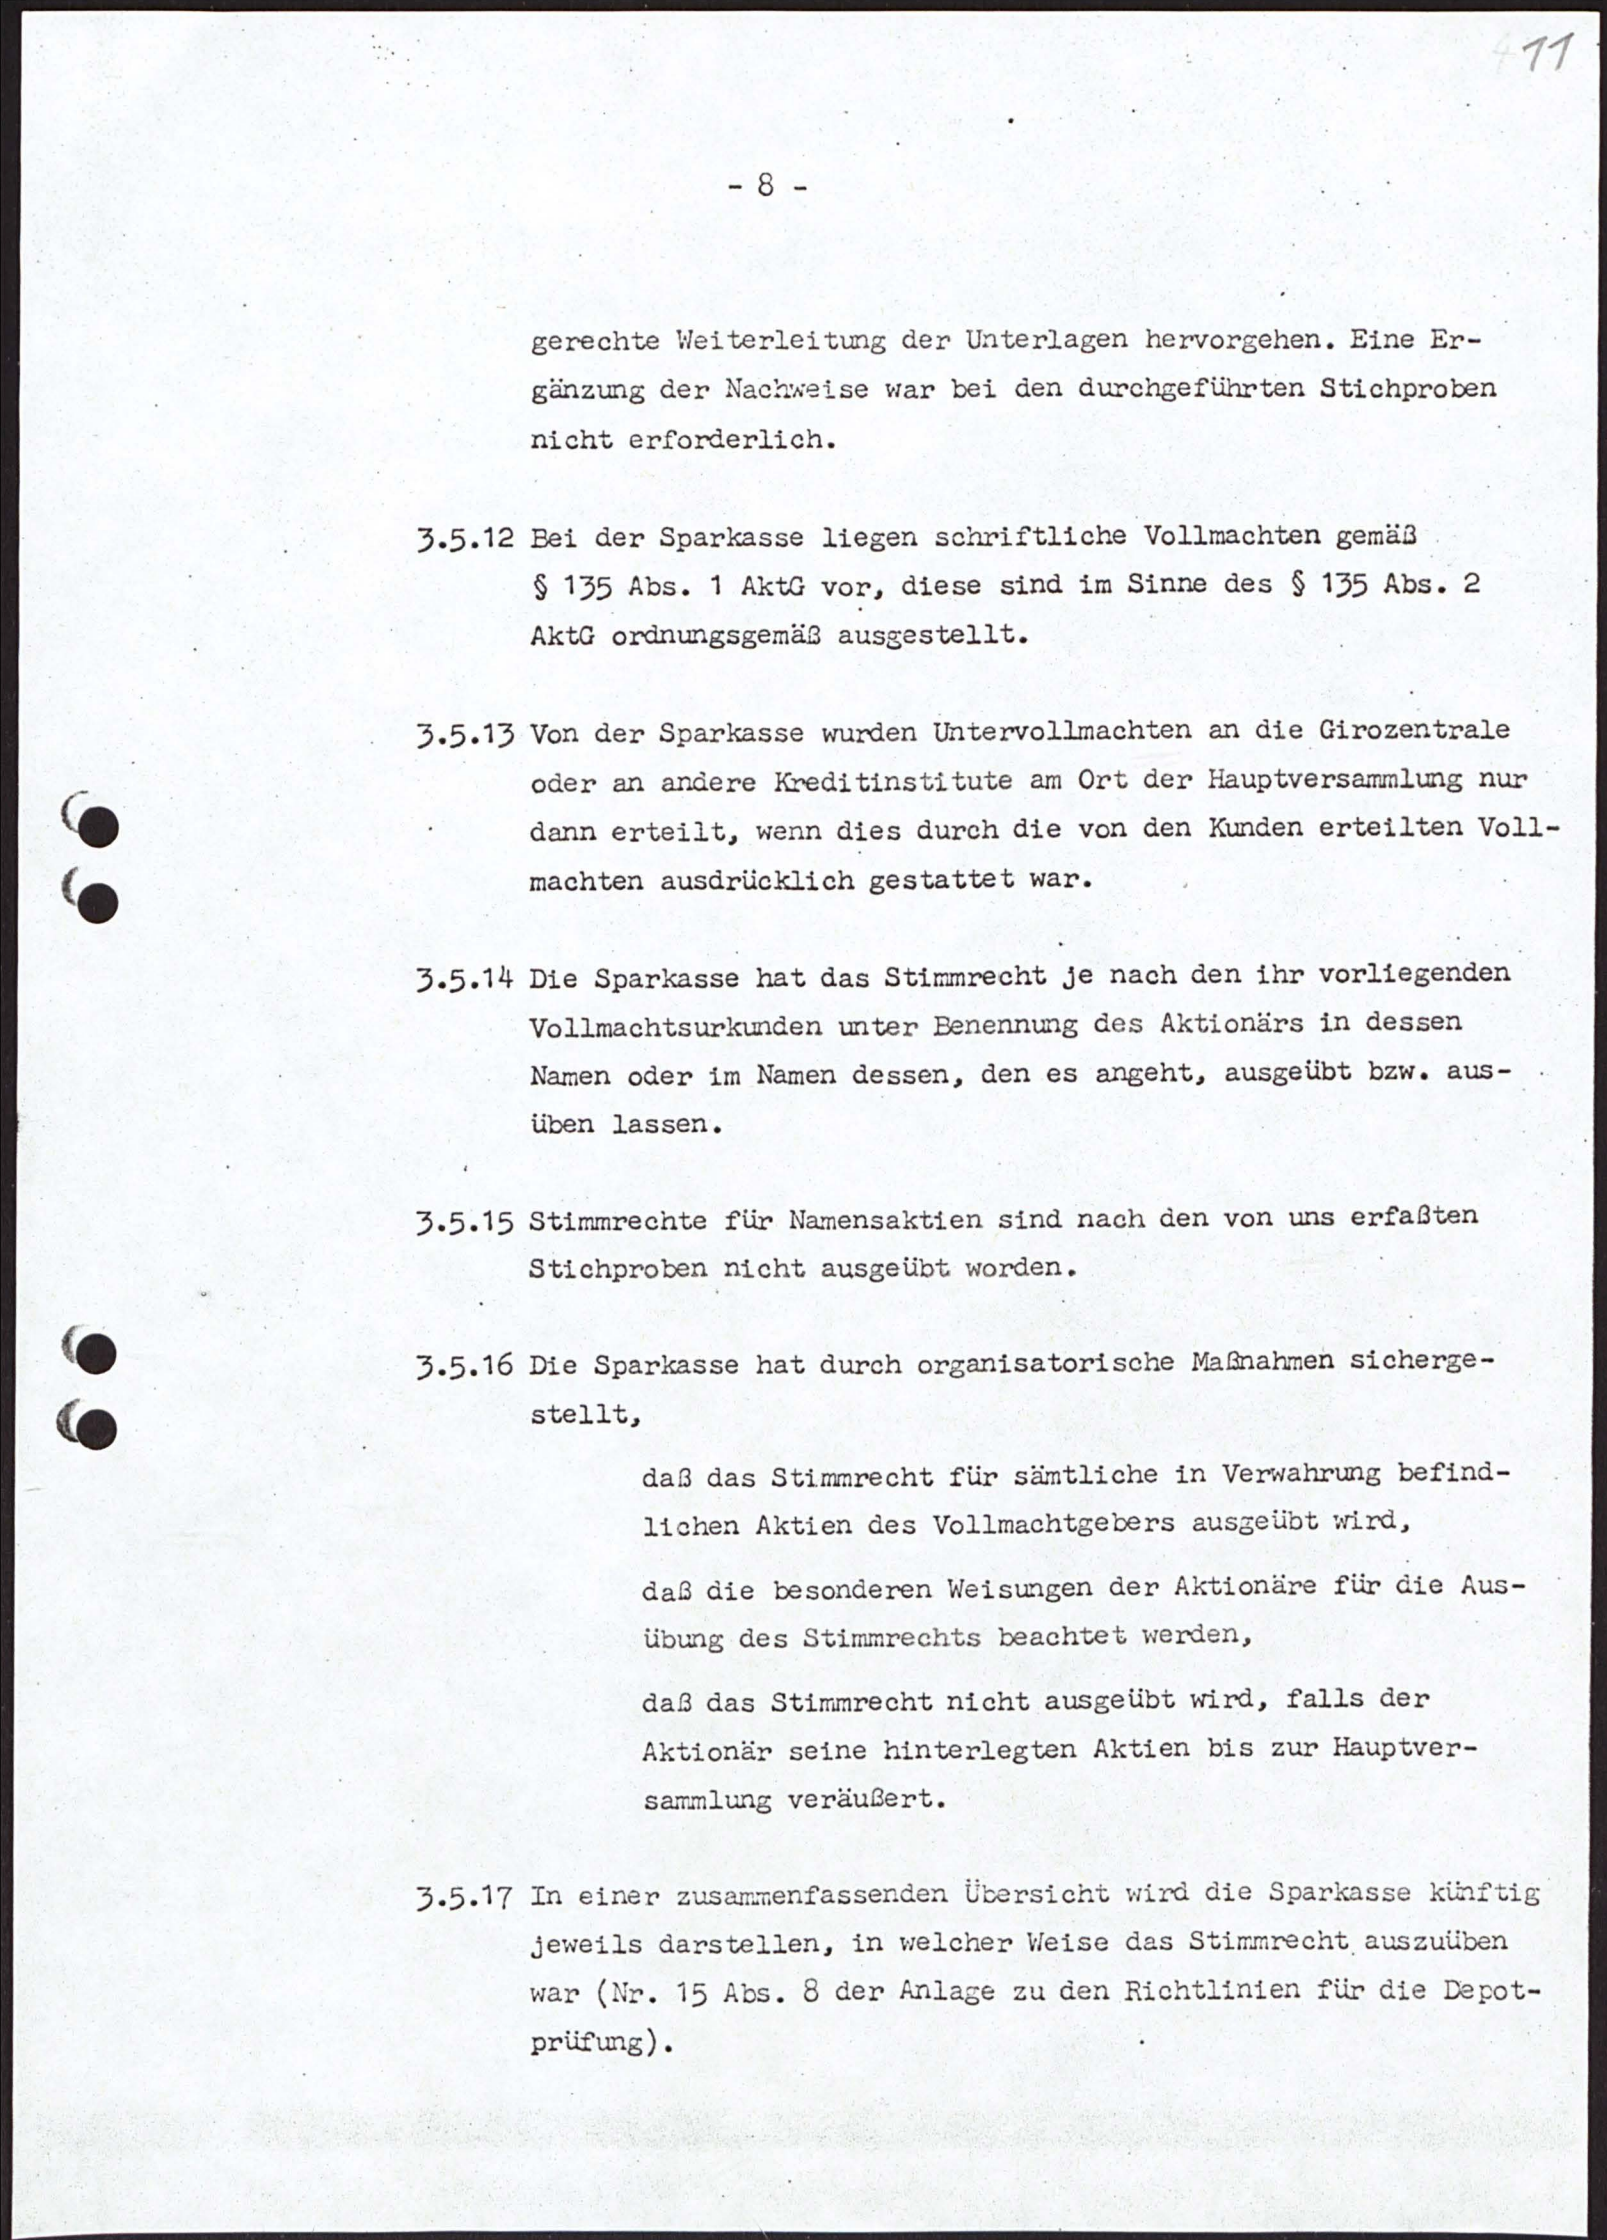 11
- 8 -
gerechte Weiterleitung der Unterlagen hervorgehen. Eine Er-
gänzung der Nachweise war bei den durchgeführten Stichproben
nicht erforderlich.
3.5.12 Bei der Sparkasse liegen schriftliche Vollmachten gemäß
§ 135 Abs. 1 AktG vor, diese sind im Sinne des § 135 Abs. 2
AktG ordnungsgemäß ausgestellt.
3.5.13 Von der Sparkasse wurden Untervollmachten an die Girozentrale
oder an andere Kreditinstitute am Ort der Hauptversammlung nur
dann erteilt, wenn dies durch die von den Kunden erteilten Voll-
machten ausdrücklich gestattet war.
3.5.14 Die Sparkasse hat das Stimmrecht je nach den ihr vorliegenden
Vollmachtsurkunden unter Benennung des Aktionärs in dessen
Namen oder im Namen dessen, den es angeht, ausgeübt bzw. aus-
üben lassen.
3.5.15 Stimmrechte für Namensaktien sind nach den von uns erfaßten
Stichproben nicht ausgeübt worden.
3.5.16 Die Sparkasse hat durch organisatorische Maßnahmen sicherge-
stellt,
daß das Stimmrecht für sämtliche in Verwahrung befind-
lichen Aktien des Vollmachtgebers ausgeübt wird,
daß die besonderen Weisungen der Aktionäre für die Aus-
übung des Stimmrechts beachtet werden,
daß das Stimmrecht nicht ausgeübt wird, falls der
Aktionär seine hinterlegten Aktien bis zur Hauptver-
sammlung veräußert.
3.5.17 In einer zusammenfassenden Übersicht wird die Sparkasse künftig
jeweils darstellen, in welcher Weise das Stimmrecht auszuüben
war (Nr. 15 Abs. 8 der Anlage zu den Richtlinien für die Depot-
prüfung).